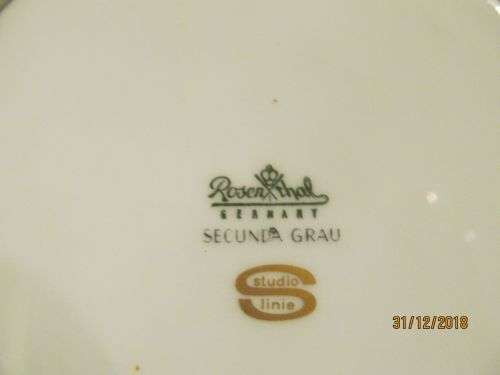 Rosenthal
GERMANY
SECUNDA GRAU
studio
linie
31/12/2018